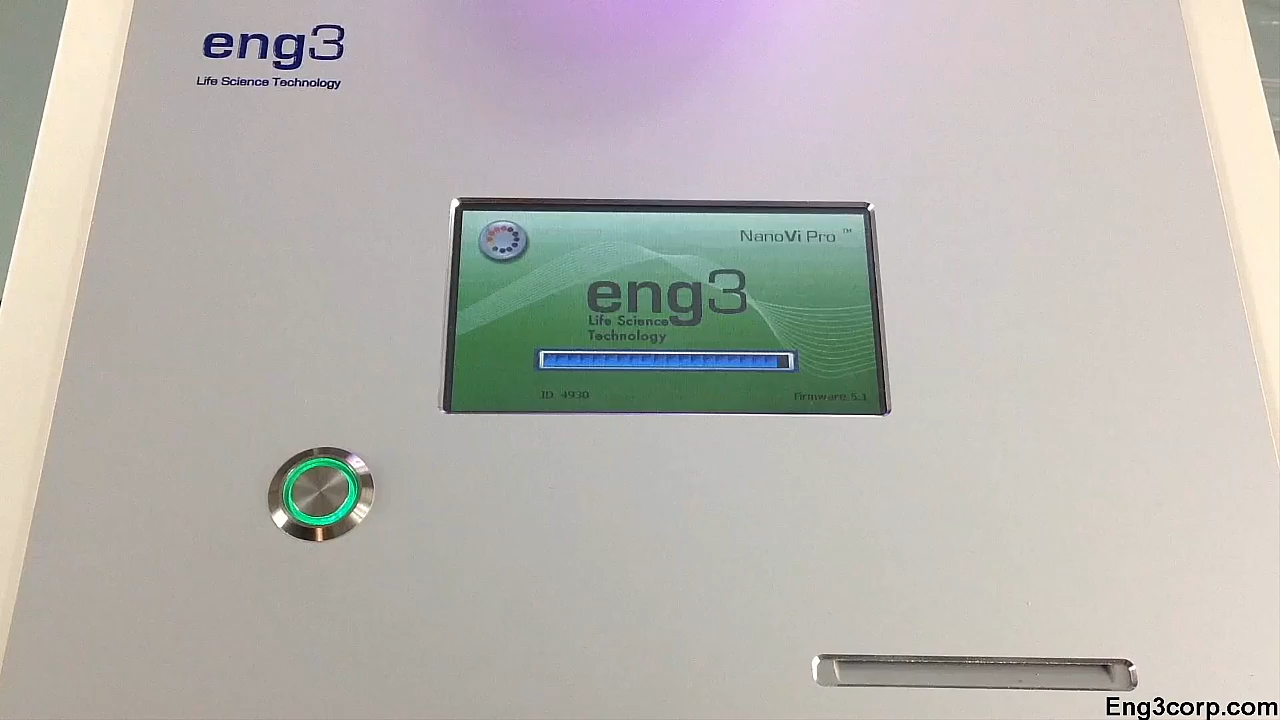 eng3
Life Science Technology
NanoVi Pro™
eng3
Life Science
Technology
ID. 4930
Firmware 5.1
Eng3corp.com